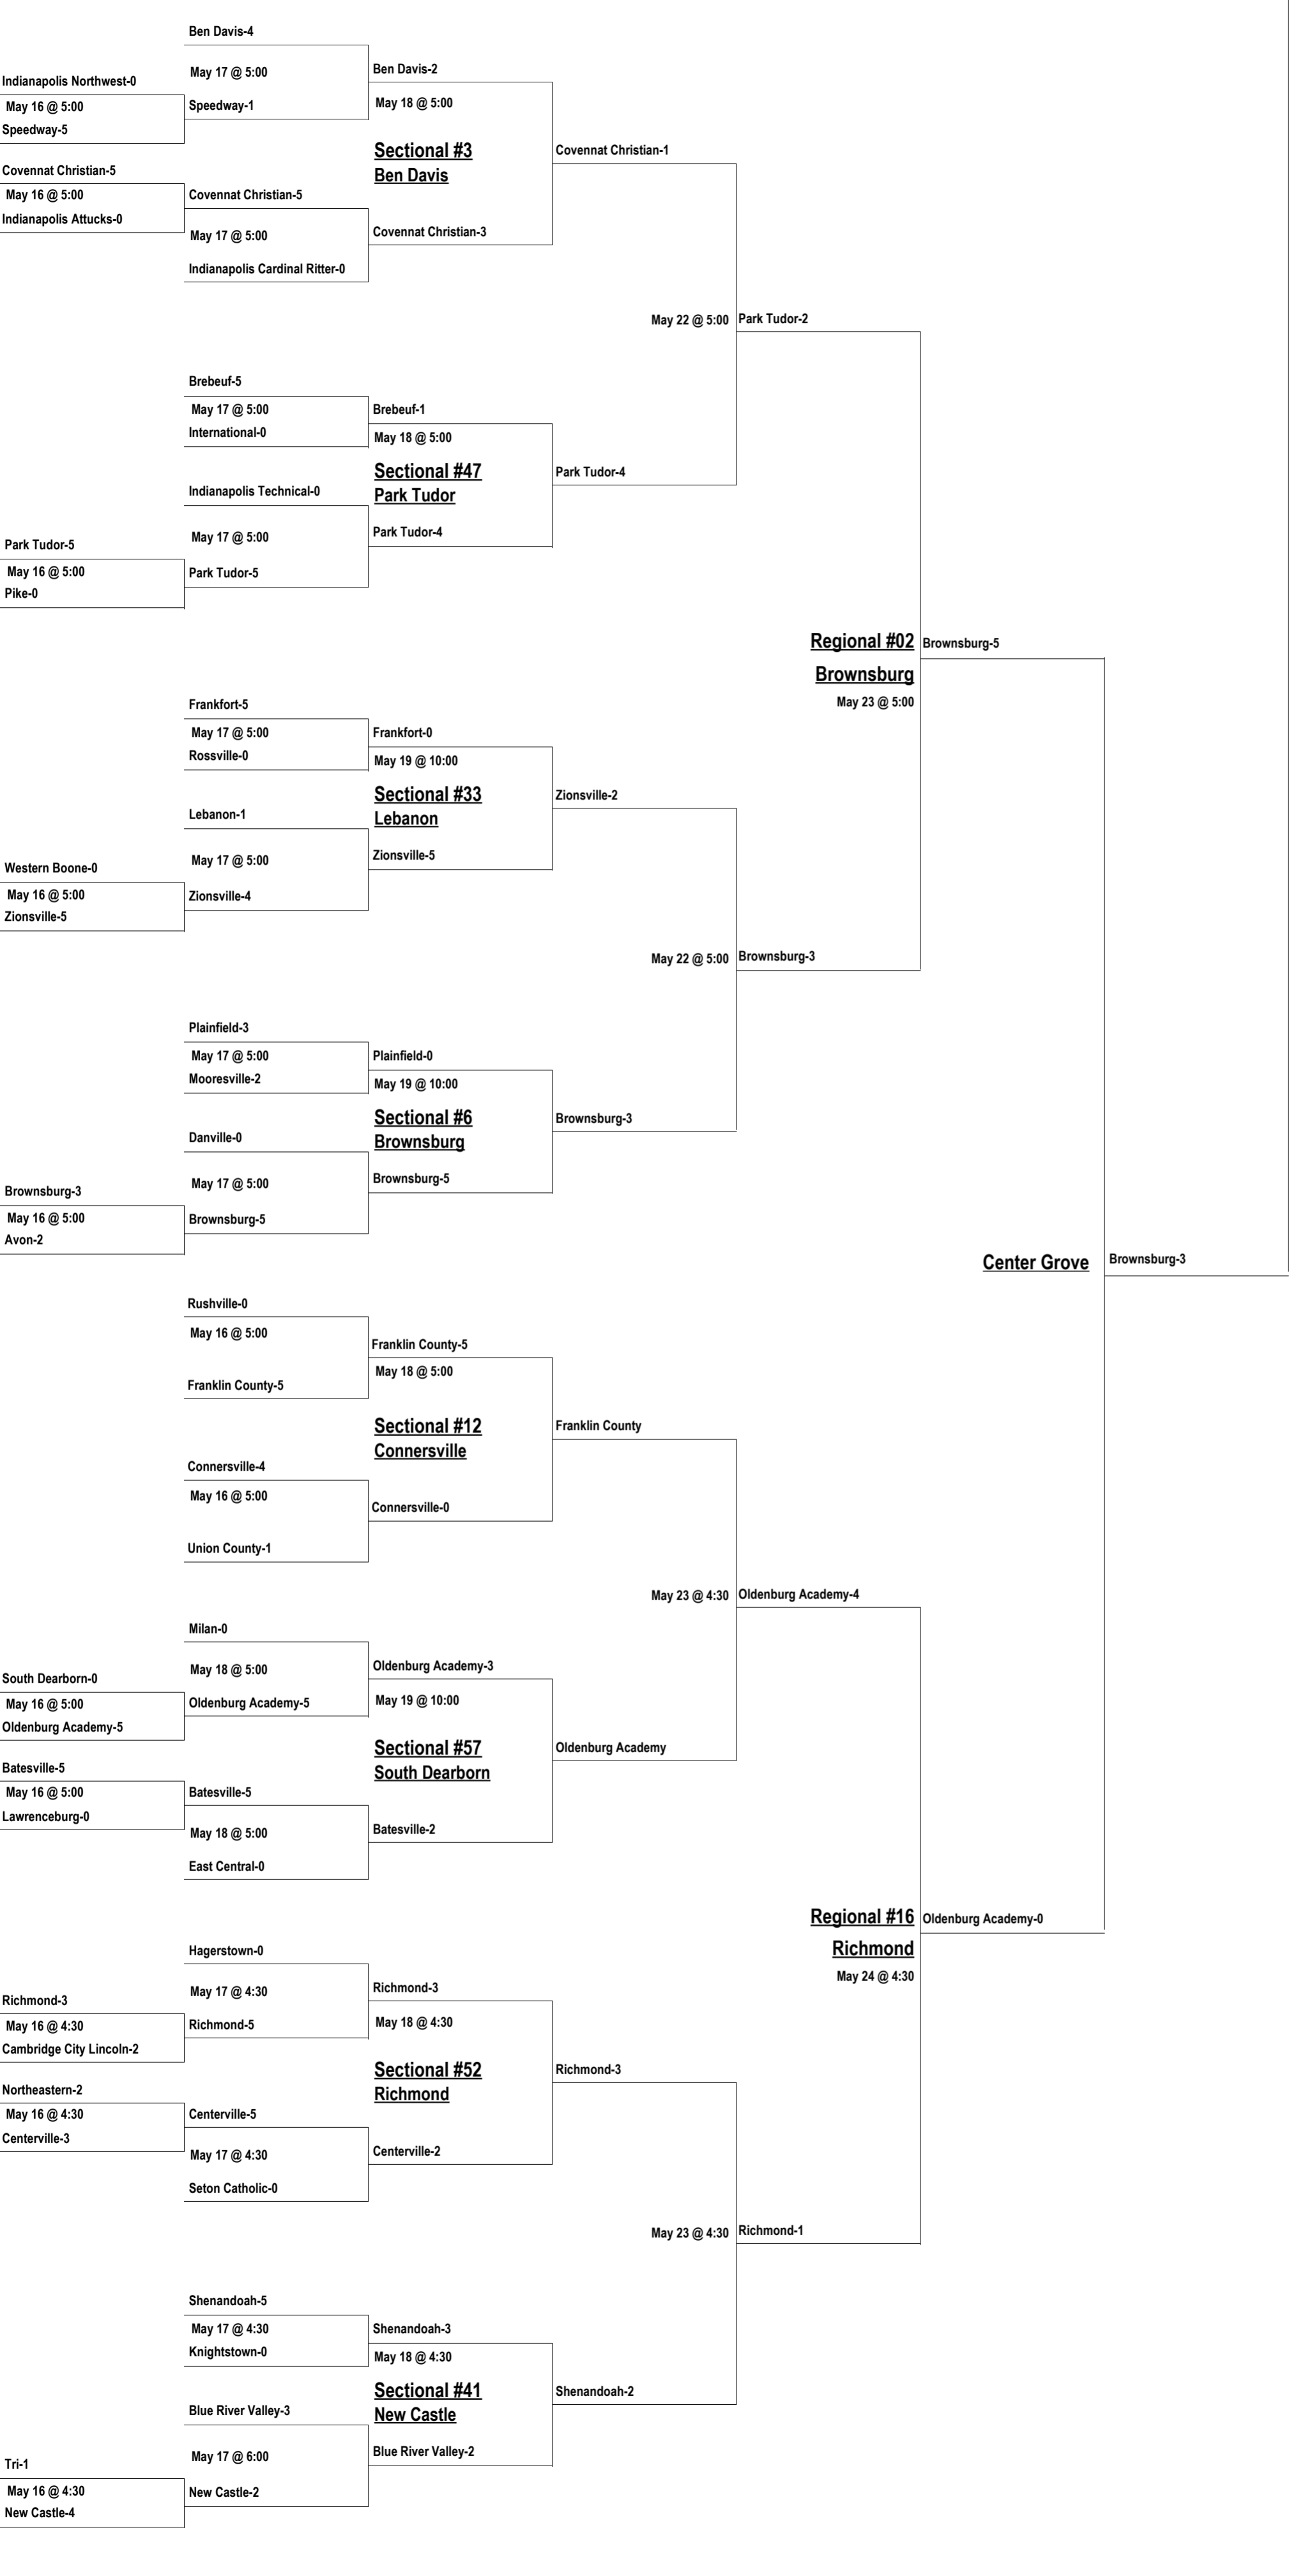 Ben Davis-4
May 17 @ 5:00
Ben Davis-2
Indianapolis Northwest-0
May 16 @ 5:00
Speedway-1
May 18 @ 5:00
Speedway-5
Sectional #3
Ben Davis
Covennat Christian-1
Covennat Christian-5
May 16 @ 5:00
Covennat Christian-5
Indianapolis Attucks-0
May 17 @ 5:00
Covennat Christian-3
Indianapolis Cardinal Ritter-0
May 22 @ 5:00
Park Tudor-2
Brebeuf-5
May 17 @ 5:00
Brebeuf-1
International-0
May 18 @ 5:00
Sectional #47
Park Tudor
Park Tudor-4
Indianapolis Technical-0
May 17 @ 5:00
Park Tudor-4
Park Tudor-5
May 16 @ 5:00
Park Tudor-5
Pike-0
Regional #02
Brownsburg-5
Brownsburg
May 23 @ 5:00
Frankfort-5
May 17 @ 5:00
Frankfort-0
Rossville-0
May 19 @ 10:00
Sectional #33
Lebanon
Zionsville-2
Lebanon-1
May 17 @ 5:00
Zionsville-5
Western Boone-0
May 16 @ 5:00
Zionsville-4
Zionsville-5
May 22 @ 5:00
Brownsburg-3
Plainfield-3
May 17 @ 5:00
Plainfield-0
Mooresville-2
May 19 @ 10:00
Sectional #6
Brownsburg
Brownsburg-3
Danville-0
May 17 @ 5:00
Brownsburg-5
Brownsburg-3
May 16 @ 5:00
Brownsburg-5
Avon-2
Center Grove
Brownsburg-3
Rushville-0
May 16 @ 5:00
Franklin County-5
May 18 @ 5:00
Franklin County-5
Sectional #12
Connersville
Franklin County
Connersville-4
May 16 @ 5:00
Connersville-0
Union County-1
May 23 @ 4:30
Oldenburg Academy-4
Milan-0
May 18 @ 5:00
Oldenburg Academy-3
South Dearborn-0
May 16 @ 5:00
Oldenburg Academy-5
May 19 @ 10:00
Oldenburg Academy-5
Sectional #57
South Dearborn
Oldenburg Academy
Batesville-5
May 16 @ 5:00
Batesville-5
Lawrenceburg-0
May 18 @ 5:00
Batesville-2
East Central-0
Regional #16
Oldenburg Academy-0
Richmond
May 24 @ 4:30
Hagerstown-0
May 17 @ 4:30
Richmond-3
Richmond-3
May 16 @ 4:30
Richmond-5
May 18 @ 4:30
Cambridge City Lincoln-2
Sectional #52
Richmond
Richmond-3
Northeastern-2
May 16 @ 4:30
Centerville-5
Centerville-3
May 17 @ 4:30
Centerville-2
Seton Catholic-0
May 23 @ 4:30
Richmond-1
Shenandoah-5
May 17 @ 4:30
Shenandoah-3
Knightstown-0
May 18 @ 4:30
Sectional #41
New Castle
Shenandoah-2
Blue River Valley-3
May 17 @ 6:00
Blue River Valley-2
Tri-1
May 16 @ 4:30
New Castle-2
New Castle-4